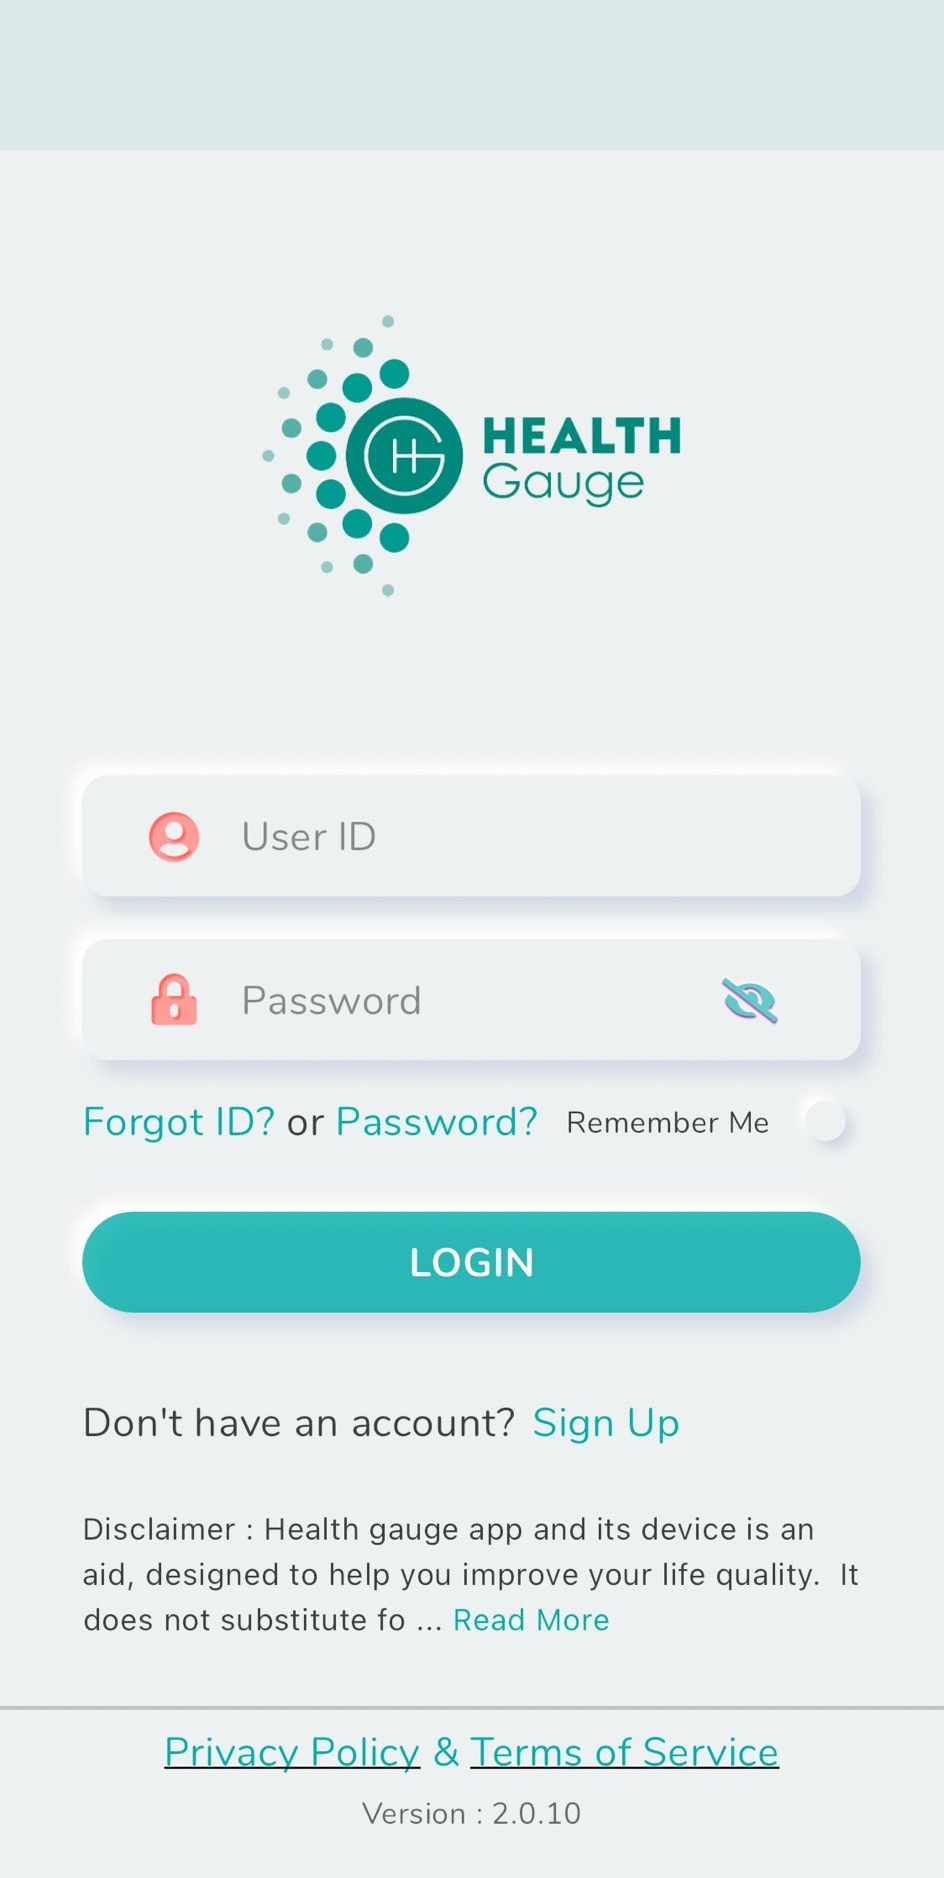 HEALTH
Gauge
User ID
Password
Forgot ID? or Password? Remember Me
LOGIN
Don't have an account? Sign Up
Disclaimer : Health gauge app and its device is an
aid, designed to help you improve your life quality. It
does not substitute fo ... Read More
Privacy Policy & Terms of Service
Version : 2.0.10